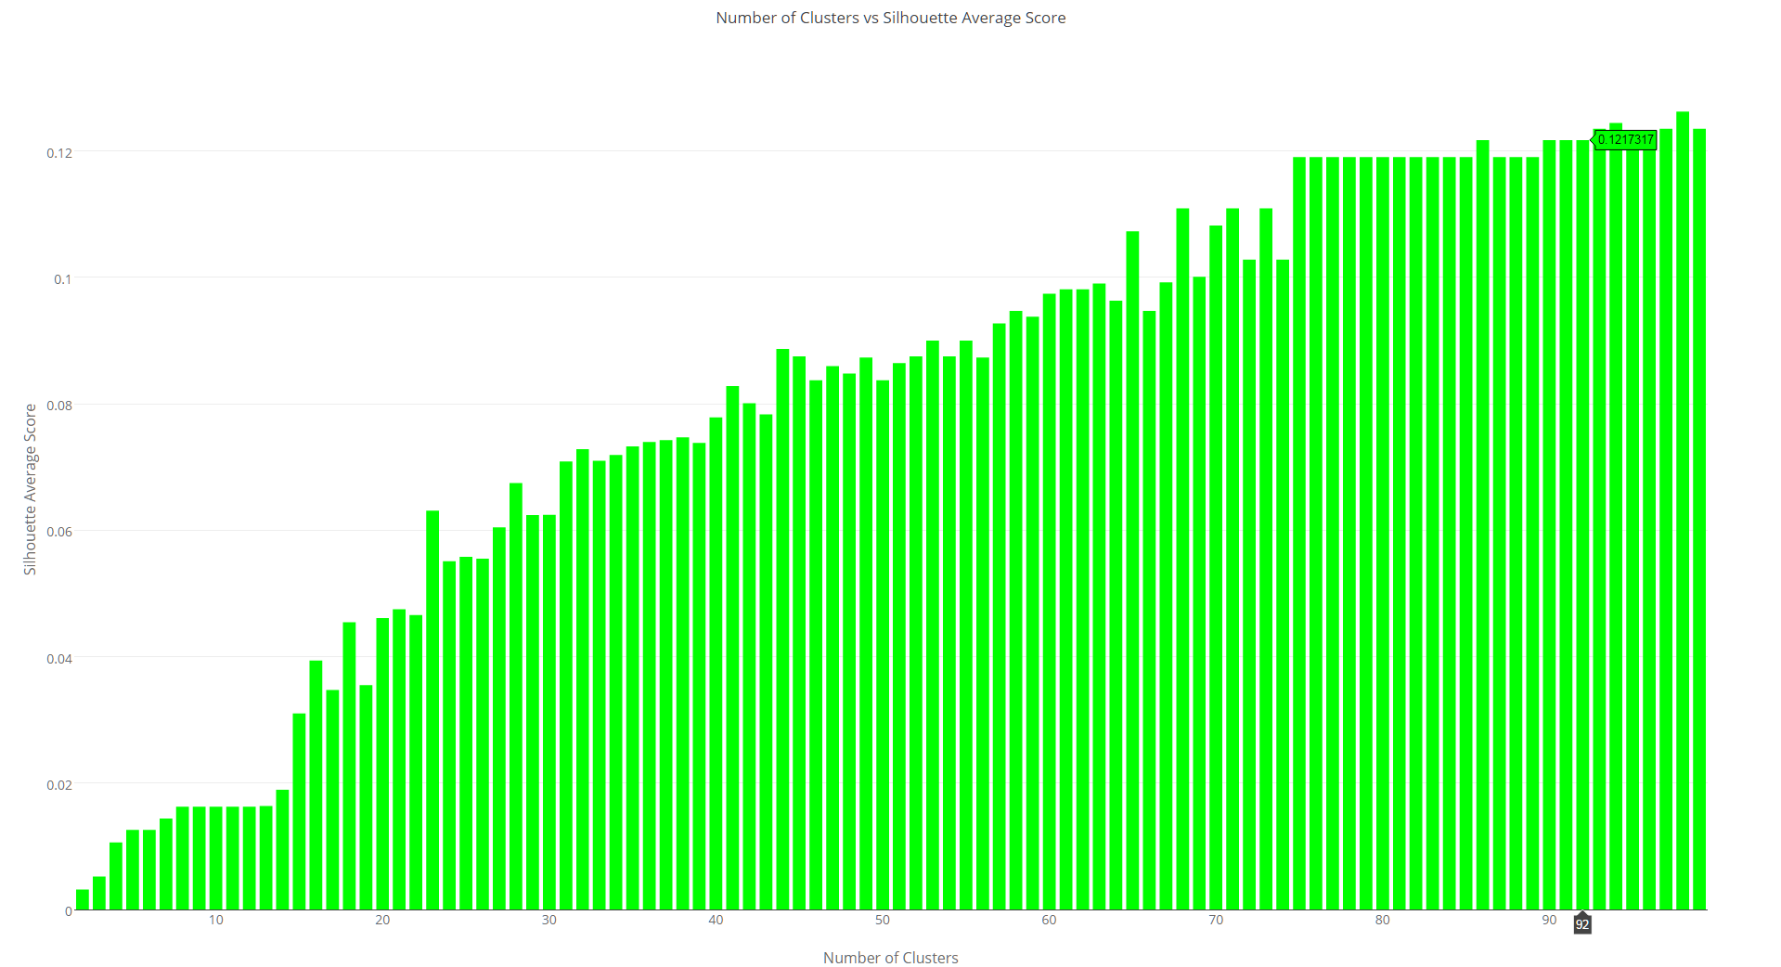 Number of Clusters vs Silhouette Average Score
0.12
0.1217317
0.1
0.08
0.06
0.04
0.02
0
Silhouette Average Score
10 20 30 40 50 60 70 80 90 92
Number of Clusters